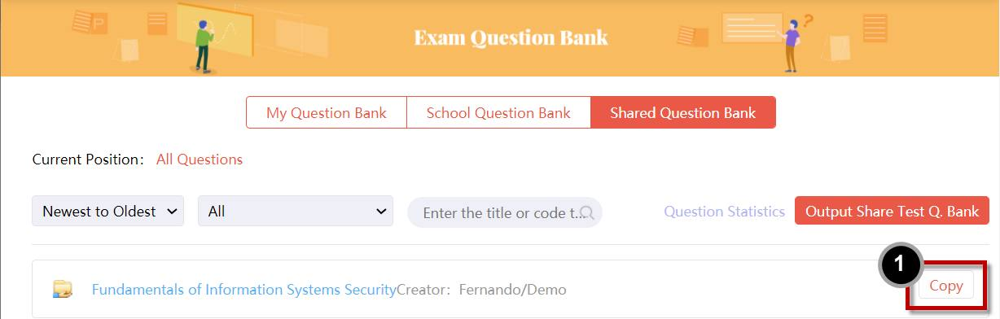 Exam Question Bank
My Question Bank School Question Bank Shared Question Bank
Current Position: All Questions
Newest to Oldest All Enter the title or code t... Question Statistics Output Share Test Q. Bank
1
Fundamentals of Information Systems SecurityCreator: Fernando/Demo Copy